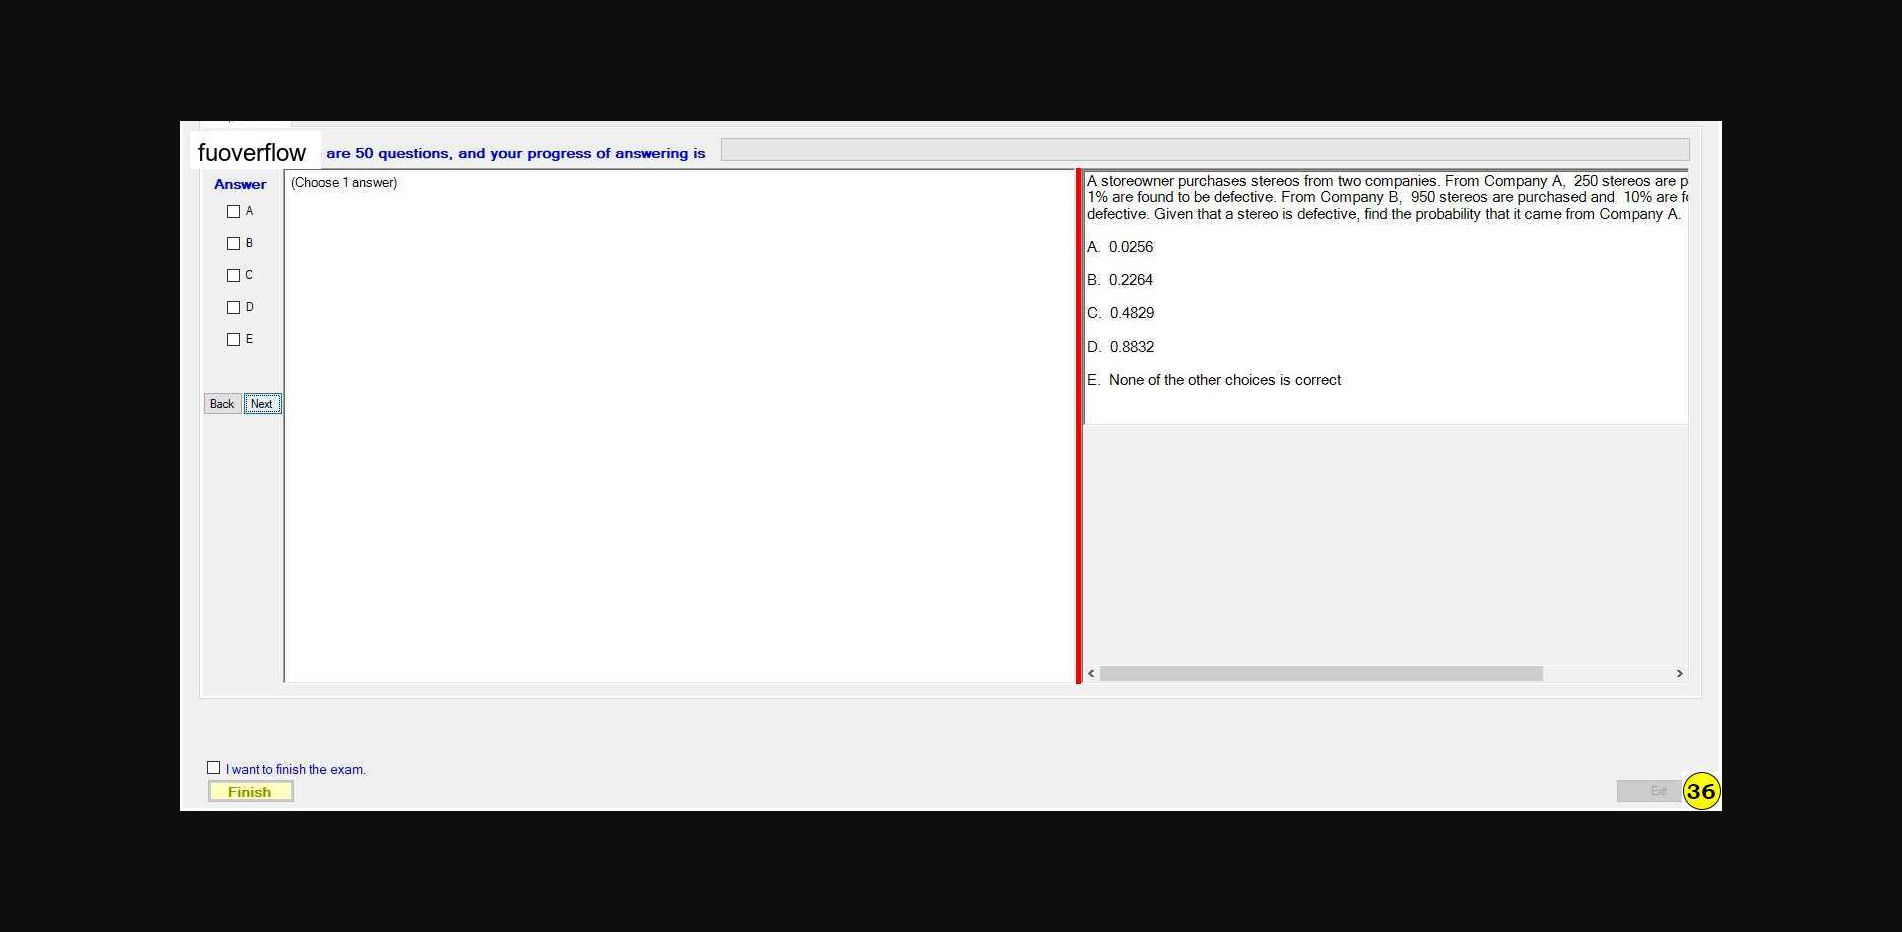 fuoverflow are 50 questions, and your progress of answering is
Answer
(Choose 1 answer)
A
B
C
D
E
Back Next
A storeowner purchases stereos from two companies. From Company A, 250 stereos are
1% are found to be defective. From Company B, 950 stereos are purchased and 10% are
defective. Given that a stereo is defective, find the probability that it came from Company A.
A. 0.0256
B. 0.2264
C. 0.4829
D. 0.8832
E. None of the other choices is correct
I want to finish the exam.
Finish
Exit
36